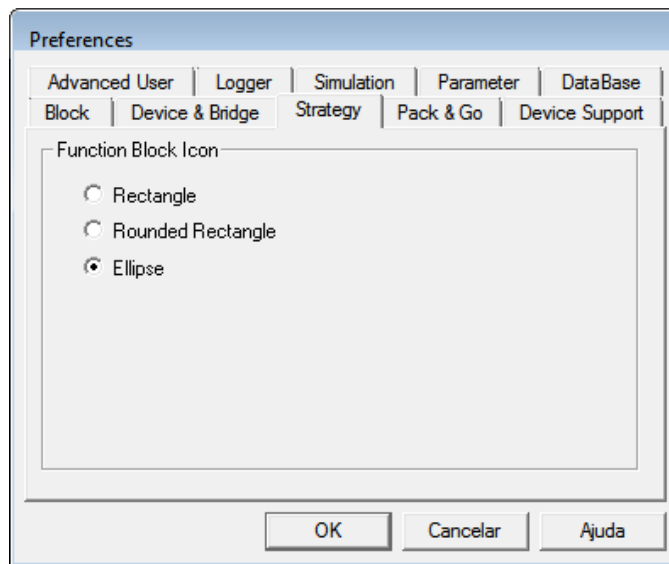 Preferences
Advanced User Logger Simulation Parameter DataBase
Block Device & Bridge Strategy Pack & Go Device Support
Function Block Icon
Rectangle
Rounded Rectangle
Ellipse
OK Cancelar Ajuda